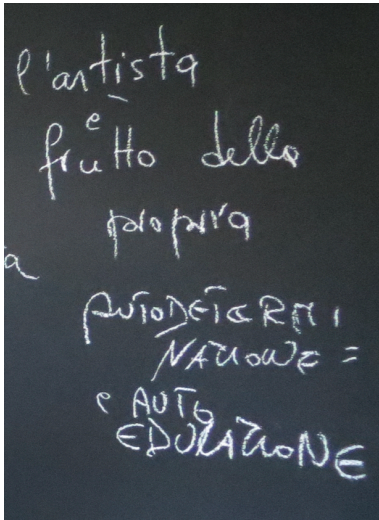 l'artista
è
frutto della
propria
a
AUTODETERMI
NAZIONE =
e AUTO
EDUCAZIONE